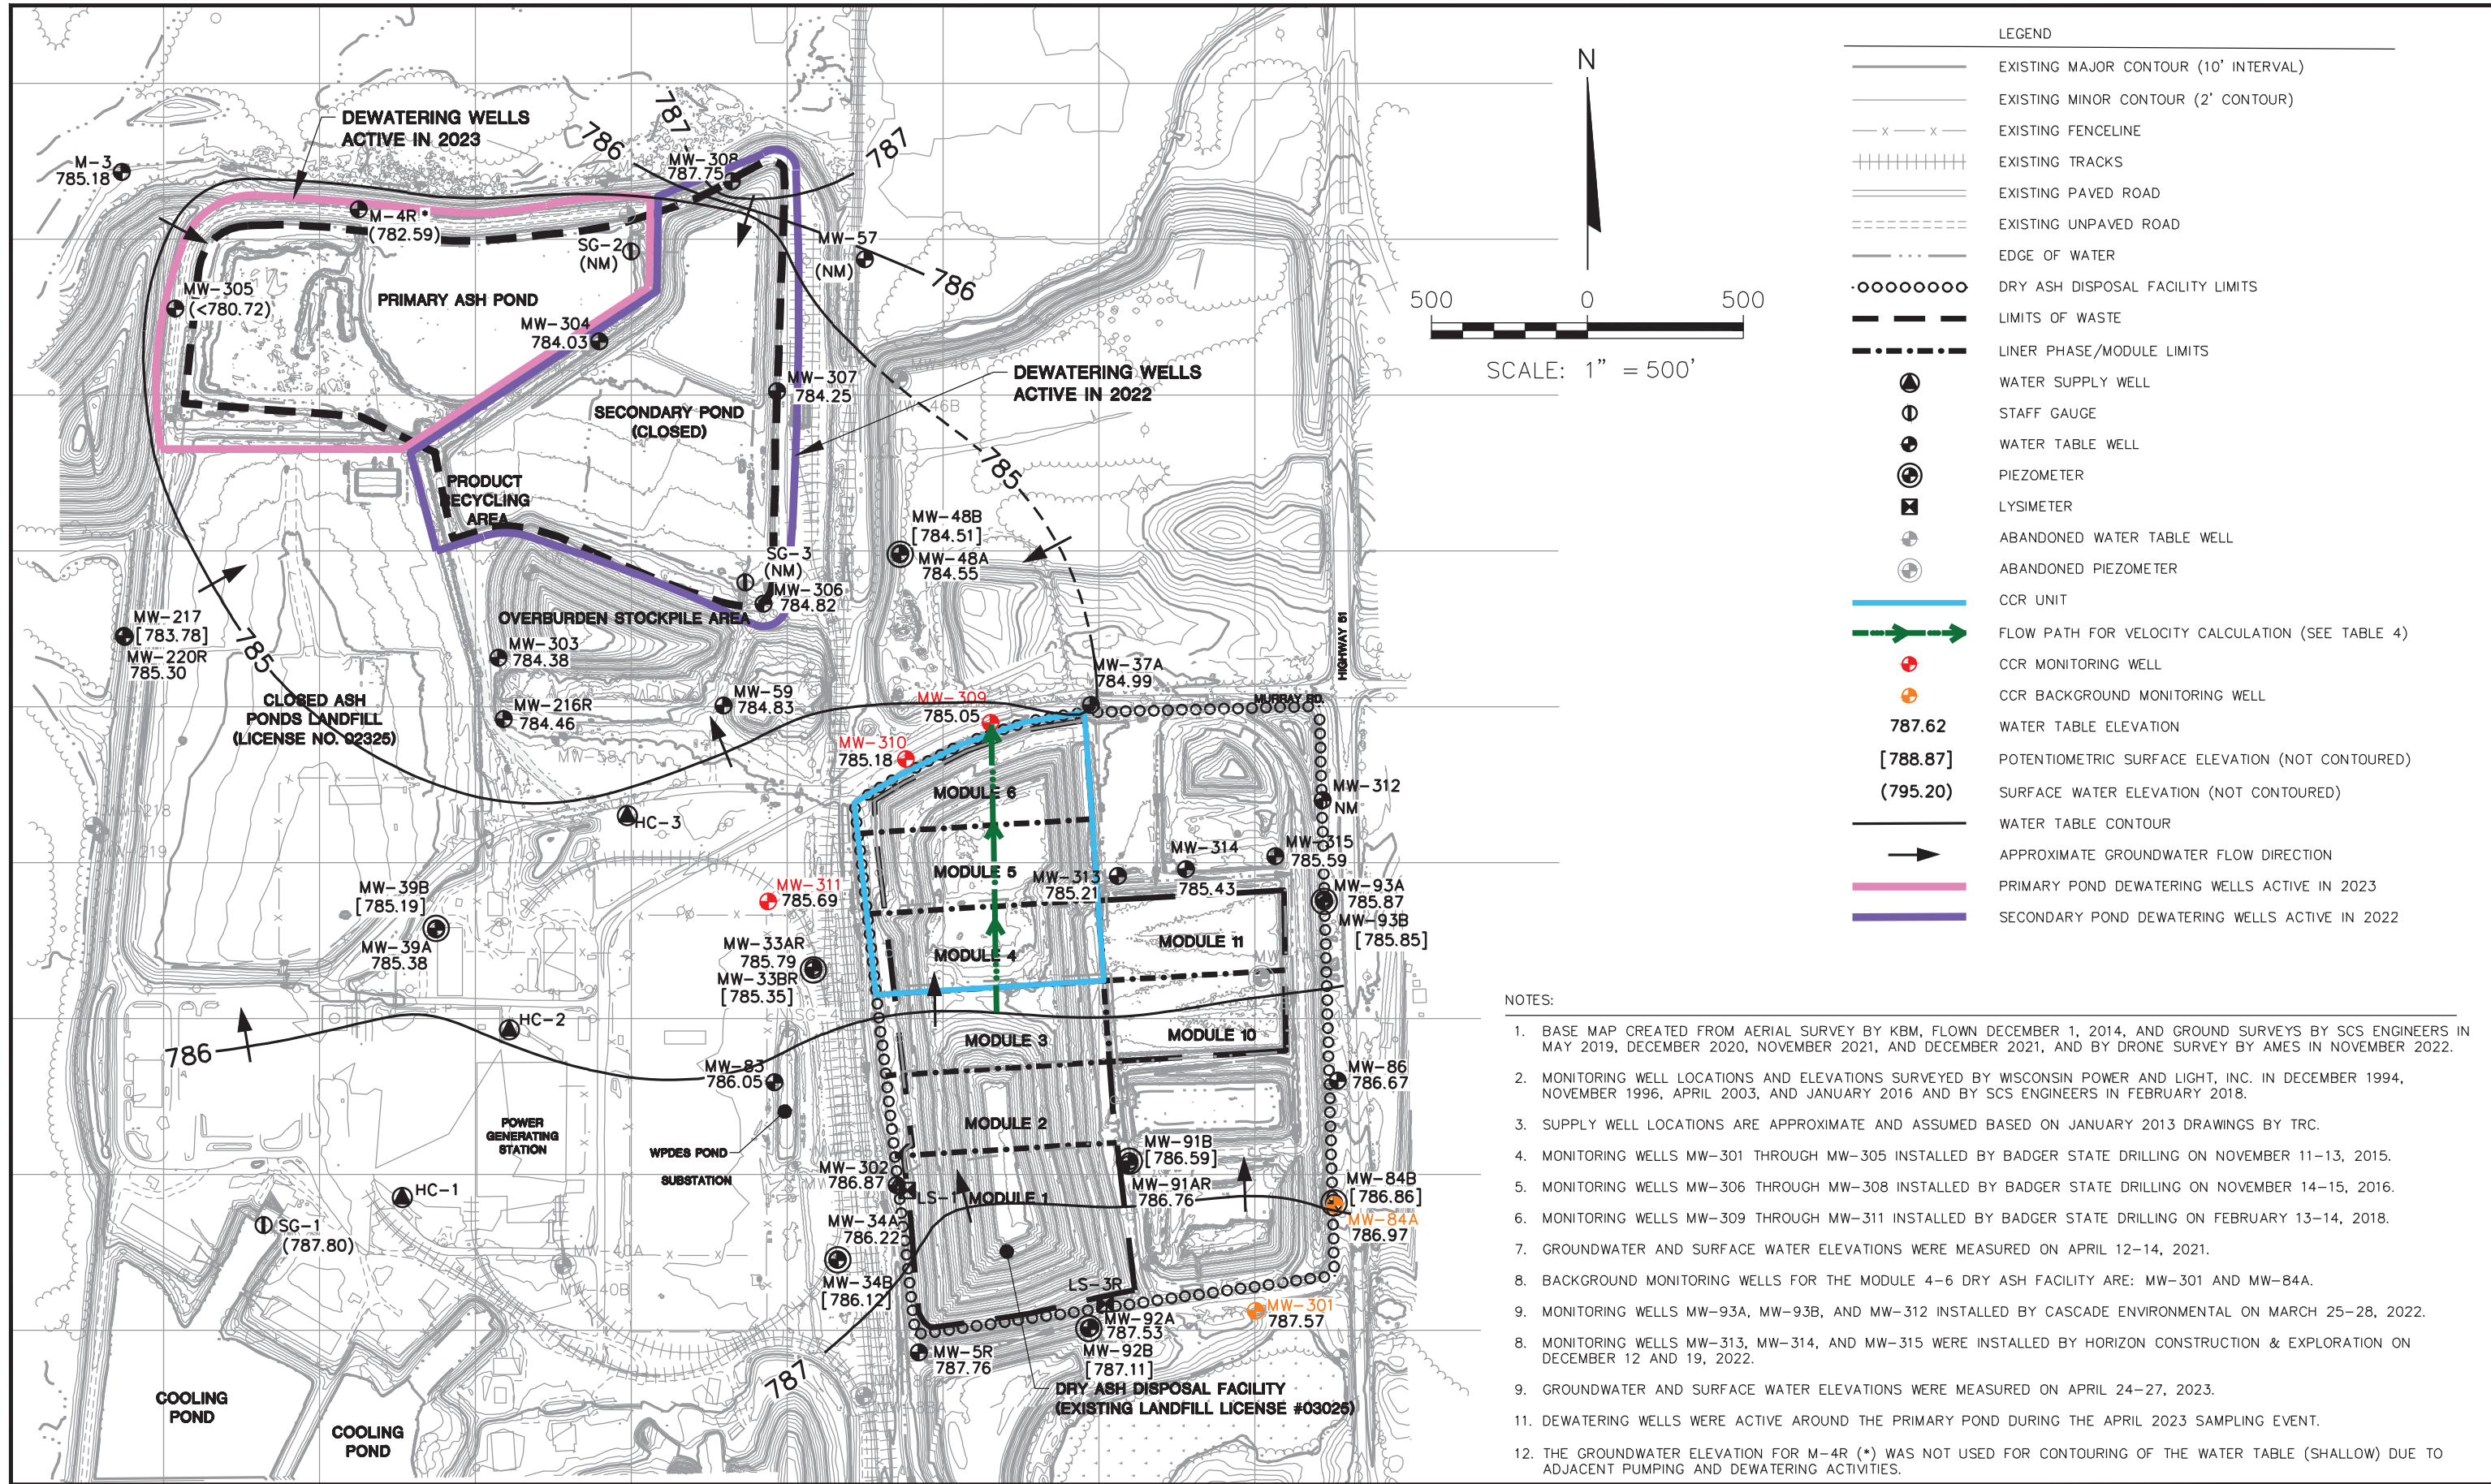 DEWATERING WELLS
ACTIVE IN 2023
787
786
787
M-3
785.18
MW-308
787.75
M-4R*
(782.59)
SG-2
(NM)
MW-57
(NM)
786
MW-305
(<780.72)
PRIMARY ASH POND
MW-304
784.03
MW-307
784.25
MW-46A
MW-46B
DEWATERING WELLS
ACTIVE IN 2022
SECONDARY POND
(CLOSED)
785
PRODUCT
RECYCLING
AREA
MW-48B
[784.51]
MW-48A
784.55
SG-3
(NM)
MW-306
784.82
OVERBURDEN STOCKPILE AREA
MW-217
[783.78]
MW-220R
785.30
785
MW-303
784.38
HIGHWAY 51
MW-37A
784.99
CLOSED ASH
PONDS LANDFILL
(LICENSE NO. 02325)
MW-216R
784.46
MW-59
784.83
MW-309
785.05
MURRAY RD.
MW-310
785.18
MODULE 6
MW-312
NM
HC-3
MW-314
785.43
MW-315
785.59
MODULE 5
MW-313
785.21
MW-39B
[785.19]
MW-311
785.69
MW-93A
785.87
MW-93B
[785.85]
MW-39A
785.38
MW-33AR
785.79
MW-33BR
[785.35]
MODULE 4
MODULE 11
HC-2
786
MODULE 3
MODULE 10
MW-83
786.05
MW-86
786.67
POWER
GENERATING
STATION
WPDES POND
SUBSTATION
MODULE 2
MW-91B
[786.59]
MW-91AR
786.76
MW-302
786.87
LS-1
MODULE 1
HC-1
MW-84B
[786.86]
MW-84A
786.97
SG-1
(787.80)
MW-34A
786.22
MW-34B
[786.12]
MW-40A
MW-40B
LS-3R
MW-301
787.57
MW-92A
787.53
MW-92B
[787.11]
MW-5R
787.76
787
DRY ASH DISPOSAL FACILITY
(EXISTING LANDFILL LICENSE #03025)
COOLING
POND
COOLING
POND
N
500 0 500
SCALE: 1" = 500'
LEGEND
EXISTING MAJOR CONTOUR (10' INTERVAL)
EXISTING MINOR CONTOUR (2' CONTOUR)
EXISTING FENCELINE
EXISTING TRACKS
EXISTING PAVED ROAD
EXISTING UNPAVED ROAD
EDGE OF WATER
DRY ASH DISPOSAL FACILITY LIMITS
LIMITS OF WASTE
LINER PHASE/MODULE LIMITS
WATER SUPPLY WELL
STAFF GAUGE
WATER TABLE WELL
PIEZOMETER
LYSIMETER
ABANDONED WATER TABLE WELL
ABANDONED PIEZOMETER
CCR UNIT
FLOW PATH FOR VELOCITY CALCULATION (SEE TABLE 4)
CCR MONITORING WELL
CCR BACKGROUND MONITORING WELL
787.62 WATER TABLE ELEVATION
[788.87] POTENTIOMETRIC SURFACE ELEVATION (NOT CONTOURED)
(795.20) SURFACE WATER ELEVATION (NOT CONTOURED)
WATER TABLE CONTOUR
APPROXIMATE GROUNDWATER FLOW DIRECTION
PRIMARY POND DEWATERING WELLS ACTIVE IN 2023
SECONDARY POND DEWATERING WELLS ACTIVE IN 2022
NOTES:
1. BASE MAP CREATED FROM AERIAL SURVEY BY KBM, FLOWN DECEMBER 1, 2014, AND GROUND SURVEYS BY SCS ENGINEERS IN
MAY 2019, DECEMBER 2020, NOVEMBER 2021, AND DECEMBER 2021, AND BY DRONE SURVEY BY AMES IN NOVEMBER 2022.
2. MONITORING WELL LOCATIONS AND ELEVATIONS SURVEYED BY WISCONSIN POWER AND LIGHT, INC. IN DECEMBER 1994,
NOVEMBER 1996, APRIL 2003, AND JANUARY 2016 AND BY SCS ENGINEERS IN FEBRUARY 2018.
3. SUPPLY WELL LOCATIONS ARE APPROXIMATE AND ASSUMED BASED ON JANUARY 2013 DRAWINGS BY TRC.
4. MONITORING WELLS MW-301 THROUGH MW-305 INSTALLED BY BADGER STATE DRILLING ON NOVEMBER 11-13, 2015.
5. MONITORING WELLS MW-306 THROUGH MW-308 INSTALLED BY BADGER STATE DRILLING ON NOVEMBER 14-15, 2016.
6. MONITORING WELLS MW-309 THROUGH MW-311 INSTALLED BY BADGER STATE DRILLING ON FEBRUARY 13-14, 2018.
7. GROUNDWATER AND SURFACE WATER ELEVATIONS WERE MEASURED ON APRIL 12-14, 2021.
8. BACKGROUND MONITORING WELLS FOR THE MODULE 4-6 DRY ASH FACILITY ARE: MW-301 AND MW-84A.
9. MONITORING WELLS MW-93A, MW-93B, AND MW-312 INSTALLED BY CASCADE ENVIRONMENTAL ON MARCH 25-28, 2022.
8. MONITORING WELLS MW-313, MW-314, AND MW-315 WERE INSTALLED BY HORIZON CONSTRUCTION & EXPLORATION ON
DECEMBER 12 AND 19, 2022.
9. GROUNDWATER AND SURFACE WATER ELEVATIONS WERE MEASURED ON APRIL 24-27, 2023.
11. DEWATERING WELLS WERE ACTIVE AROUND THE PRIMARY POND DURING THE APRIL 2023 SAMPLING EVENT.
12. THE GROUNDWATER ELEVATION FOR M-4R (*) WAS NOT USED FOR CONTOURING OF THE WATER TABLE (SHALLOW) DUE TO
ADJACENT PUMPING AND DEWATERING ACTIVITIES.